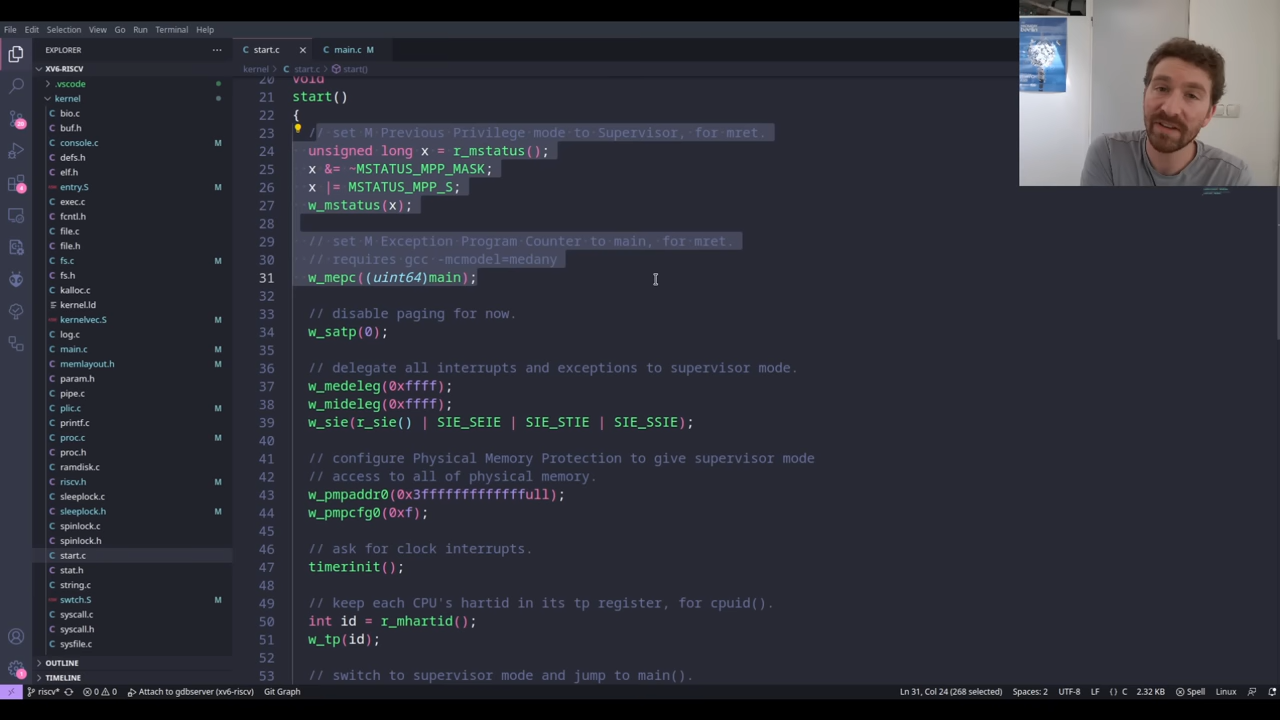 File Edit Selection View Go Run Terminal Help
EXPLORER
XV6-RISCV
.vscode
kernel
bio.c
buf.h
console.c M
defs.h
elf.h
entry.S M
exec.c
fcntl.h
file.c
file.h
fs.c M
fs.h
kalloc.c
kernel.ld
kernelvec.S M
log.c
main.c M
memlayout.h M
param.h
pipe.c
plic.c M
printf.c
proc.c M
proc.h
ramdisk.c
riscv.h M
sleeplock.c
sleeplock.h M
spinlock.c
spinlock.h
start.c
stat.h
string.c
swtch.S M
syscall.c
syscall.h
sysfile.c
OUTLINE
TIMELINE
start.c
main.c M
kernel > start.c > start()
20 void
21 start()
22 {
23 // set M Previous Privilege mode to Supervisor, for mret.
24 unsigned long x = r_mstatus();
25 x &= ~MSTATUS_MPP_MASK;
26 x |= MSTATUS_MPP_S;
27 w_mstatus(x);
28
29 // set M Exception Program Counter to main, for mret.
30 // requires gcc -mcmodel=medany
31 w_mepc((uint64)main);
32
33 // disable paging for now.
34 w_satp(0);
35
36 // delegate all interrupts and exceptions to supervisor mode.
37 w_medeleg(0xffff);
38 w_mideleg(0xffff);
39 w_sie(r_sie() | SIE_SEIE | SIE_STIE | SIE_SSIE);
40
41 // configure Physical Memory Protection to give supervisor mode
42 // access to all of physical memory.
43 w_pmpaddr0(0x3fffffffffffffull);
44 w_pmpcfg0(0xf);
45
46 // ask for clock interrupts.
47 timerinit();
48
49 // keep each CPU's hartid in its tp register, for cpuid().
50 int id = r_mhartid();
51 w_tp(id);
52
53 // switch to supervisor mode and jump to main().
riscv* 0 0 Attach to gdbserver (xv6-riscv) Git Graph Ln 31, Col 24 (268 selected) Spaces: 2 UTF-8 LF {} C 2.32 KB Spell Linux